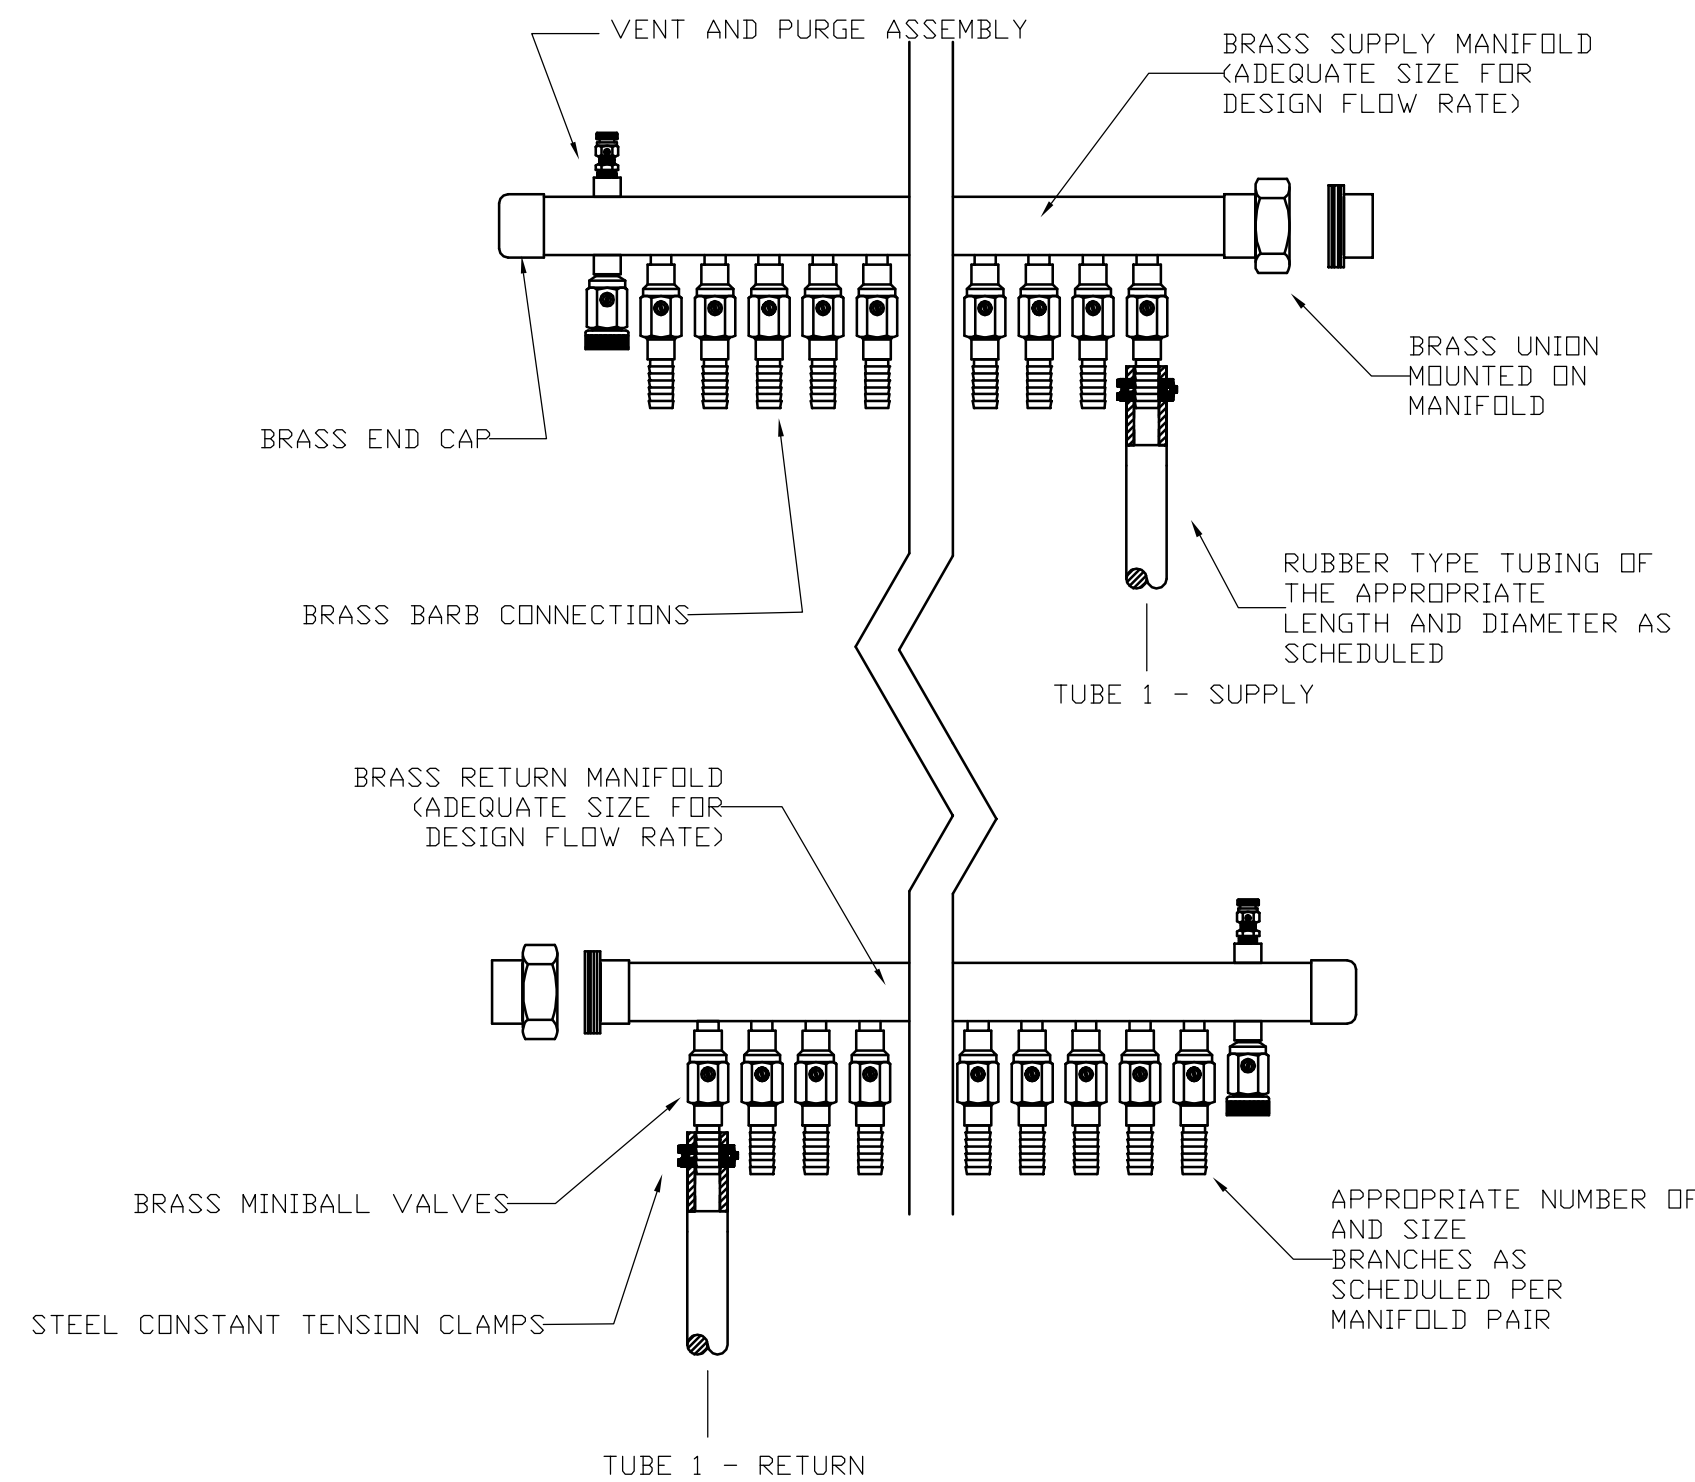 VENT AND PURGE ASSEMBLY
BRASS SUPPLY MANIFOLD
(ADEQUATE SIZE FOR
DESIGN FLOW RATE)
BRASS UNION
MOUNTED ON
MANIFOLD
BRASS END CAP
BRASS BARB CONNECTIONS
RUBBER TYPE TUBING OF
THE APPROPRIATE
LENGTH AND DIAMETER AS
SCHEDULED
TUBE 1 - SUPPLY
BRASS RETURN MANIFOLD
(ADEQUATE SIZE FOR
DESIGN FLOW RATE)
BRASS MINIBALL VALVES
APPROPRIATE NUMBER OF
AND SIZE
BRANCHES AS
SCHEDULED PER
MANIFOLD PAIR
STEEL CONSTANT TENSION CLAMPS
TUBE 1 - RETURN